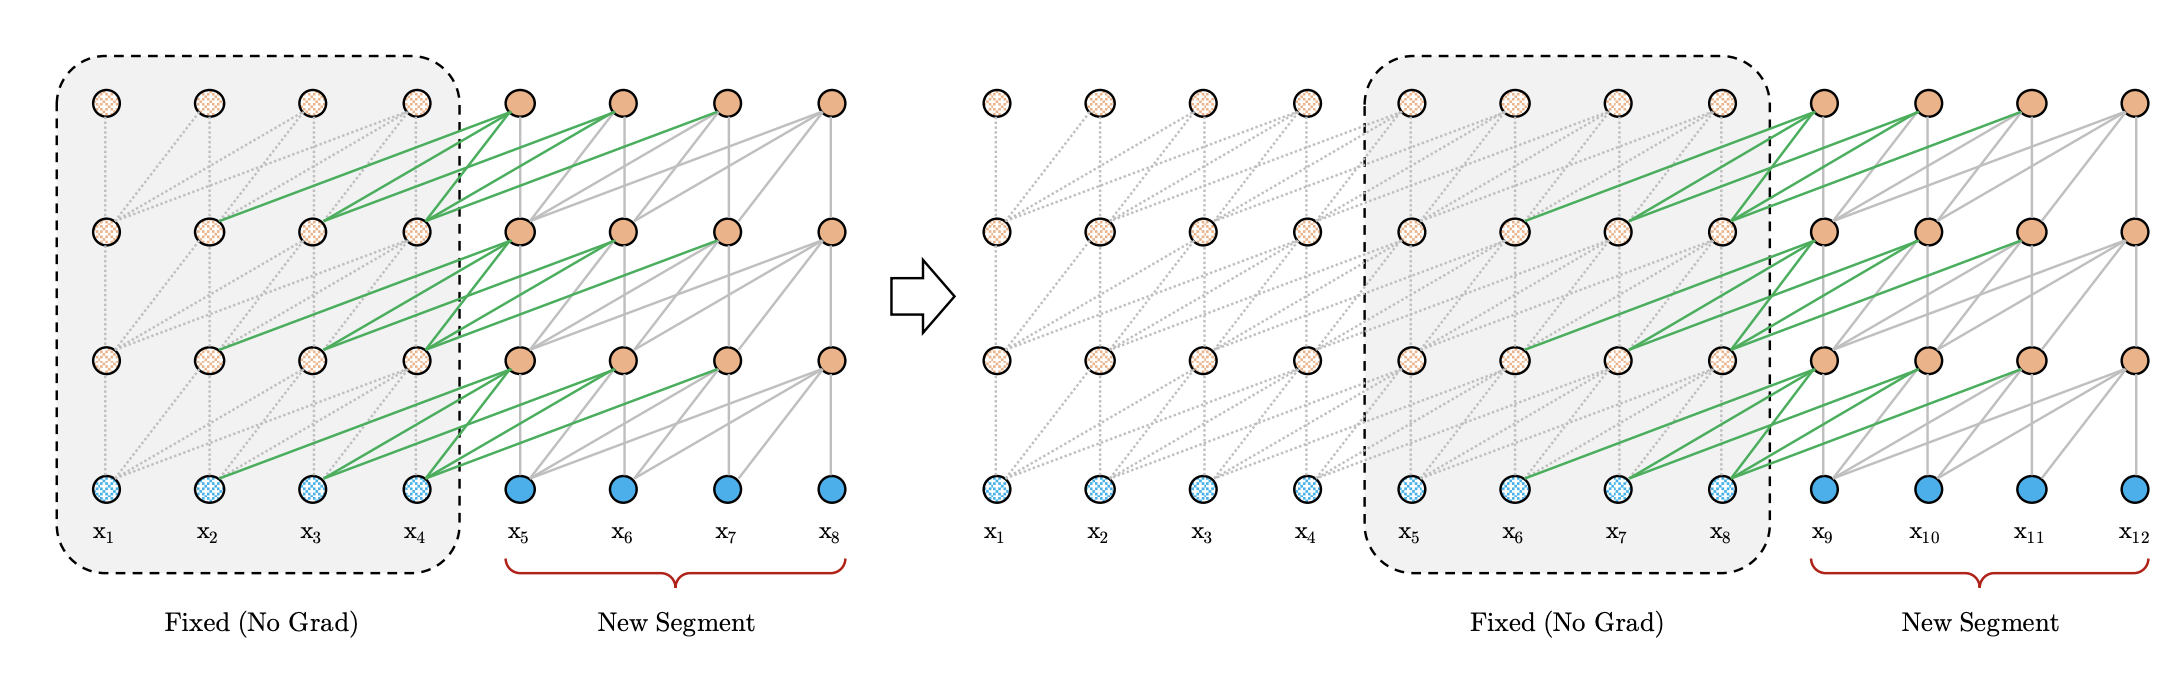 x₁ x₂ x₃ x₄ x₅ x₆ x₇ x₈ x₁ x₂ x₃ x₄ x₅ x₆ x₇ x₈ x₉ x₁₀ x₁₁ x₁₂
Fixed (No Grad) New Segment Fixed (No Grad) New Segment